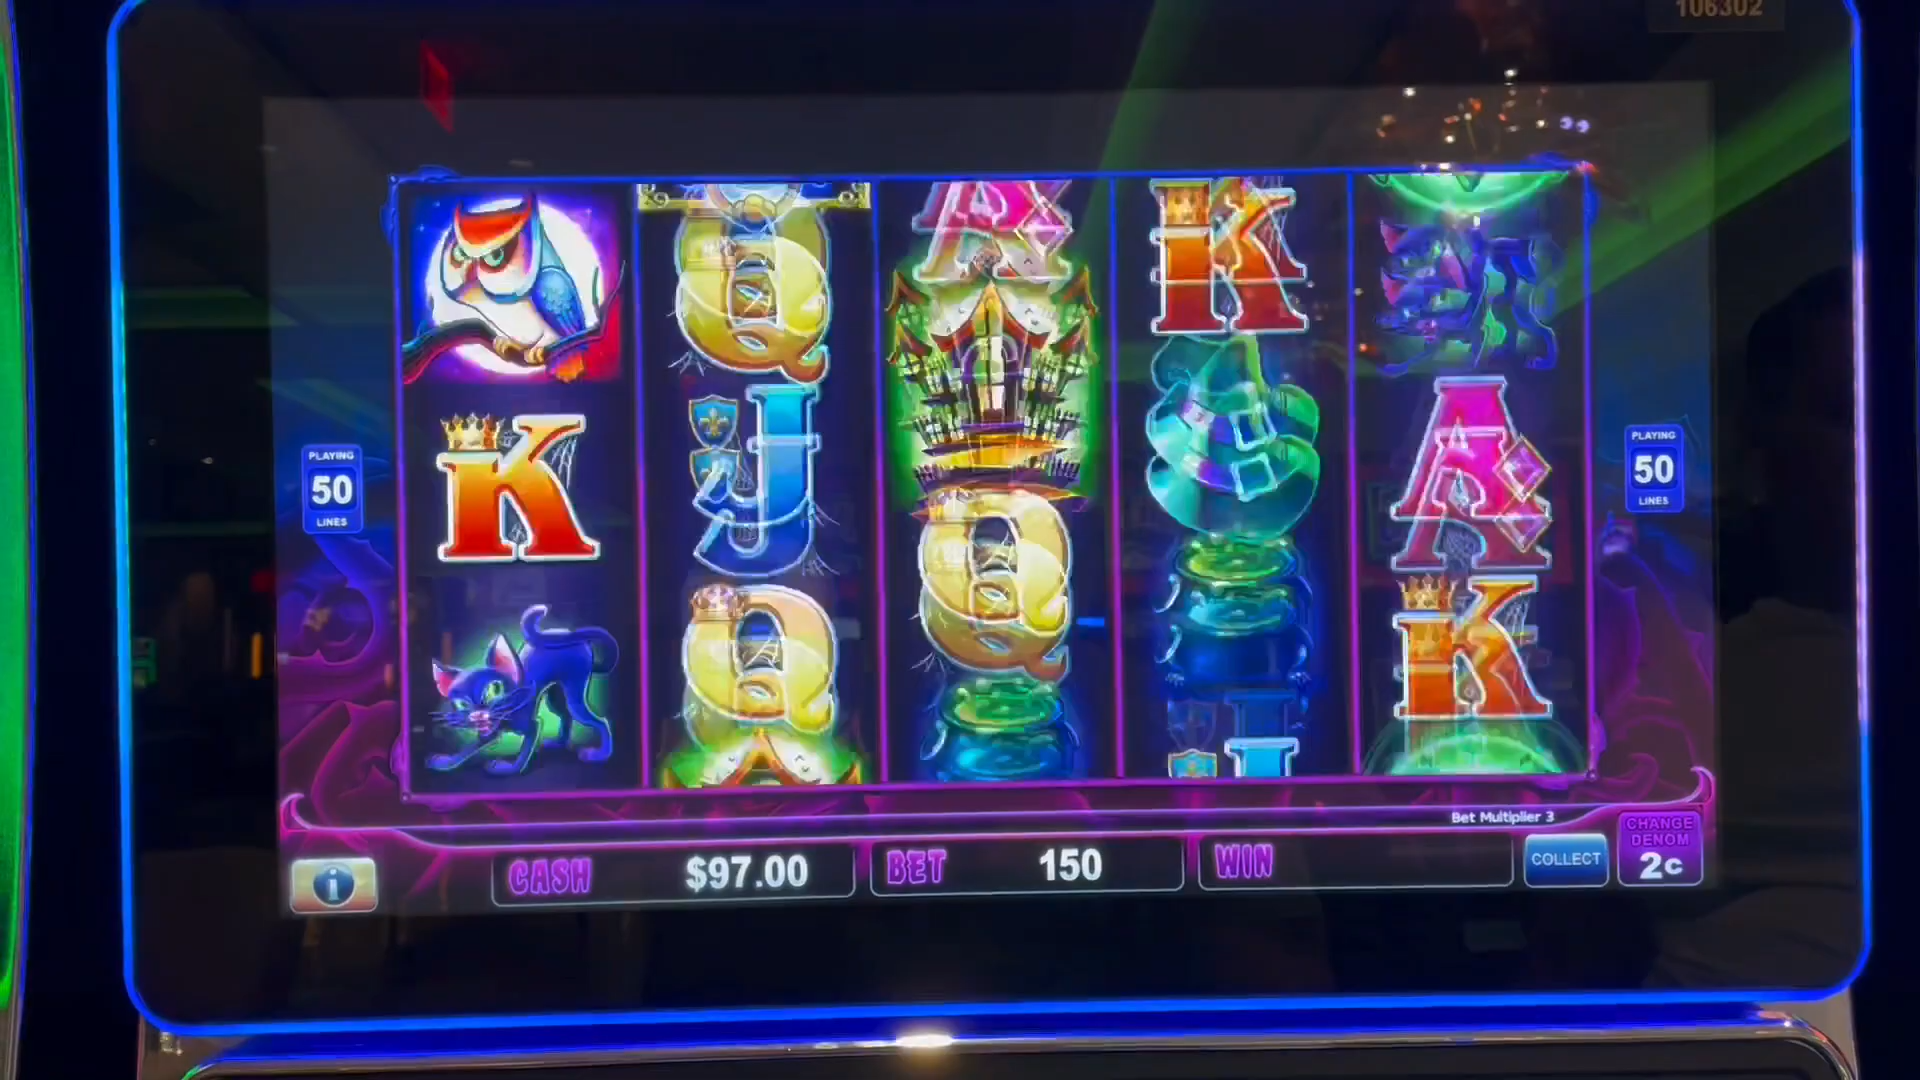 106302
A
K
Q
K
J
A
Q
Q
K
J
PLAYING
50
LINES
PLAYING
50
LINES
Bet Multiplier 3
CASH $97.00
BET 150
WIN
COLLECT
CHANGE
DENOM
2c
i